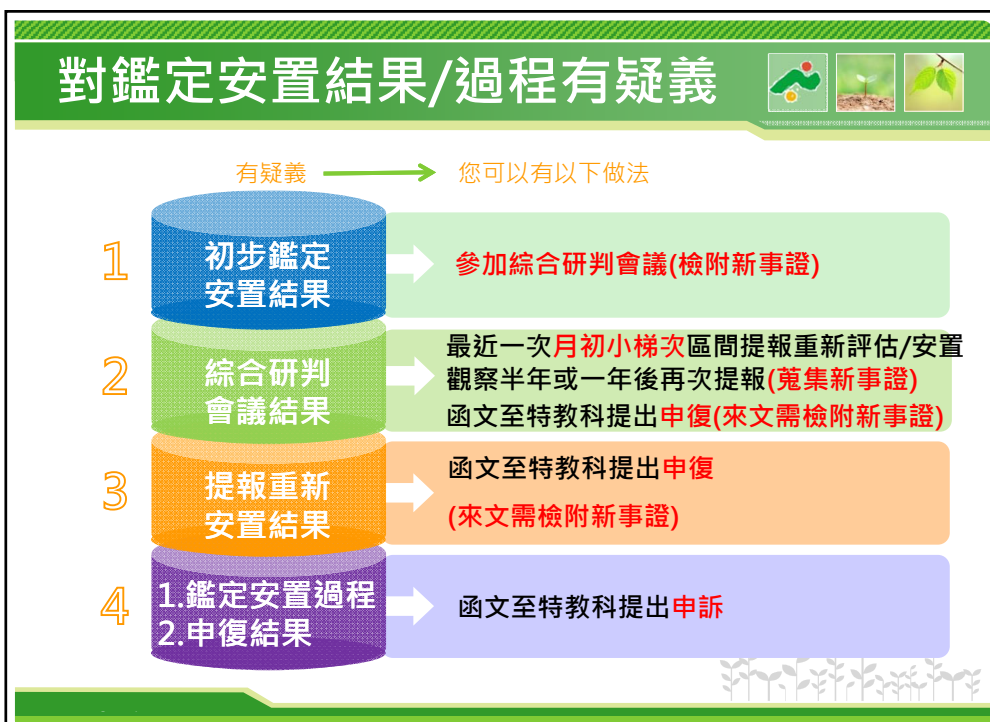 對鑑定安置結果/過程有疑義
有疑義
您可以有以下做法
1
初步鑑定
安置結果
參加綜合研判會議(檢附新事證)
2
綜合研判
會議結果
最近一次月初小梯次區間提報重新評估/安置
觀察半年或一年後再次提報(蒐集新事證)
函文至特教科提出申復(來文需檢附新事證)
3
提報重新
安置結果
函文至特教科提出申復
(來文需檢附新事證)
4
1.鑑定安置過程
2.申復結果
函文至特教科提出申訴